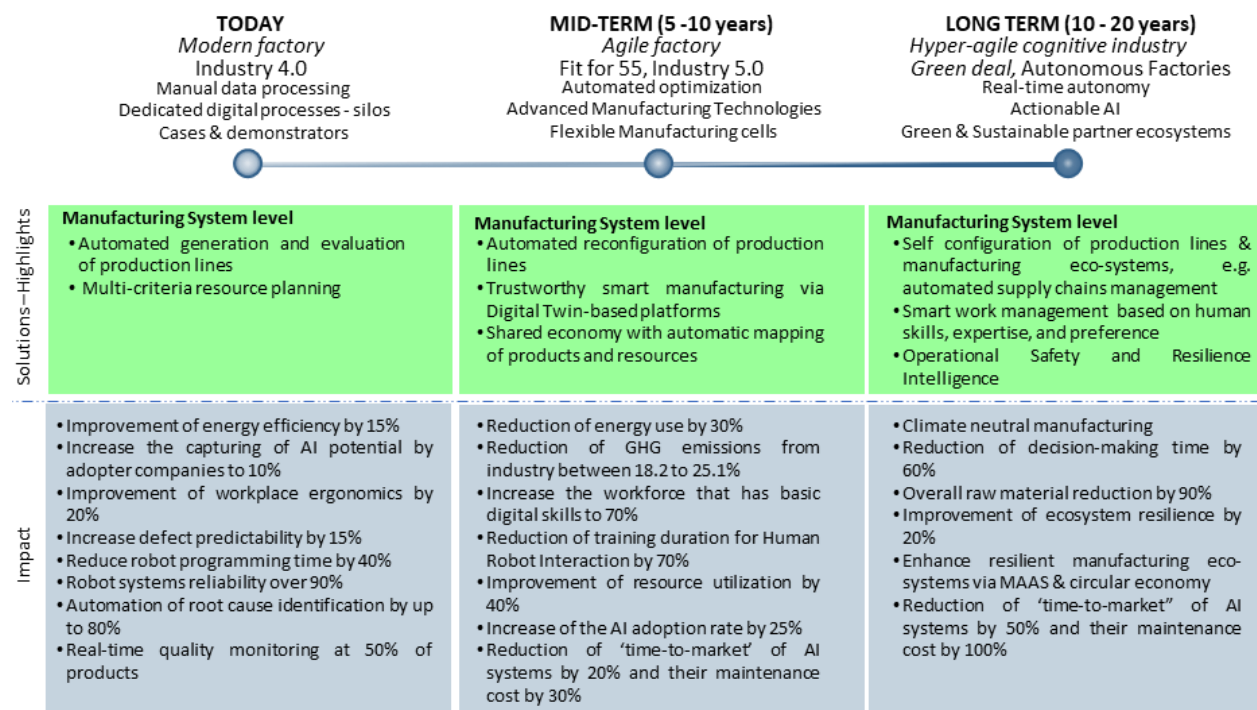 TODAY
Modern factory
Industry 4.0
Manual data processing
Dedicated digital processes - silos
Cases & demonstrators
MID-TERM (5 -10 years)
Agile factory
Fit for 55, Industry 5.0
Automated optimization
Advanced Manufacturing Technologies
Flexible Manufacturing cells
LONG TERM (10 - 20 years)
Hyper-agile cognitive industry
Green deal, Autonomous Factories
Real-time autonomy
Actionable AI
Green & Sustainable partner ecosystems
Solutions–Highlights
Manufacturing System level
• Automated generation and evaluation
of production lines
• Multi-criteria resource planning
Manufacturing System level
• Automated reconfiguration of production
lines
• Trustworthy smart manufacturing via
Digital Twin-based platforms
• Shared economy with automatic mapping
of products and resources
Manufacturing System level
• Self configuration of production lines &
manufacturing eco-systems, e.g.
automated supply chains management
• Smart work management based on human
skills, expertise, and preference
• Operational Safety and Resilience
Intelligence
Impact
• Improvement of energy efficiency by 15%
• Increase the capturing of AI potential by
adopter companies to 10%
• Improvement of workplace ergonomics by
20%
• Increase defect predictability by 15%
• Reduce robot programming time by 40%
• Robot systems reliability over 90%
• Automation of root cause identification by up
to 80%
• Real-time quality monitoring at 50% of
products
• Reduction of energy use by 30%
• Reduction of GHG emissions from
industry between 18.2 to 25.1%
• Increase the workforce that has basic
digital skills to 70%
• Reduction of training duration for Human
Robot Interaction by 70%
• Improvement of resource utilization by
40%
• Increase of the AI adoption rate by 25%
• Reduction of ‘time-to-market’ of AI
systems by 20% and their maintenance
cost by 30%
• Climate neutral manufacturing
• Reduction of decision-making time by
60%
• Overall raw material reduction by 90%
• Improvement of ecosystem resilience by
20%
• Enhance resilient manufacturing eco-
systems via MAAS & circular economy
• Reduction of ‘time-to-market” of AI
systems by 50% and their maintenance
cost by 100%